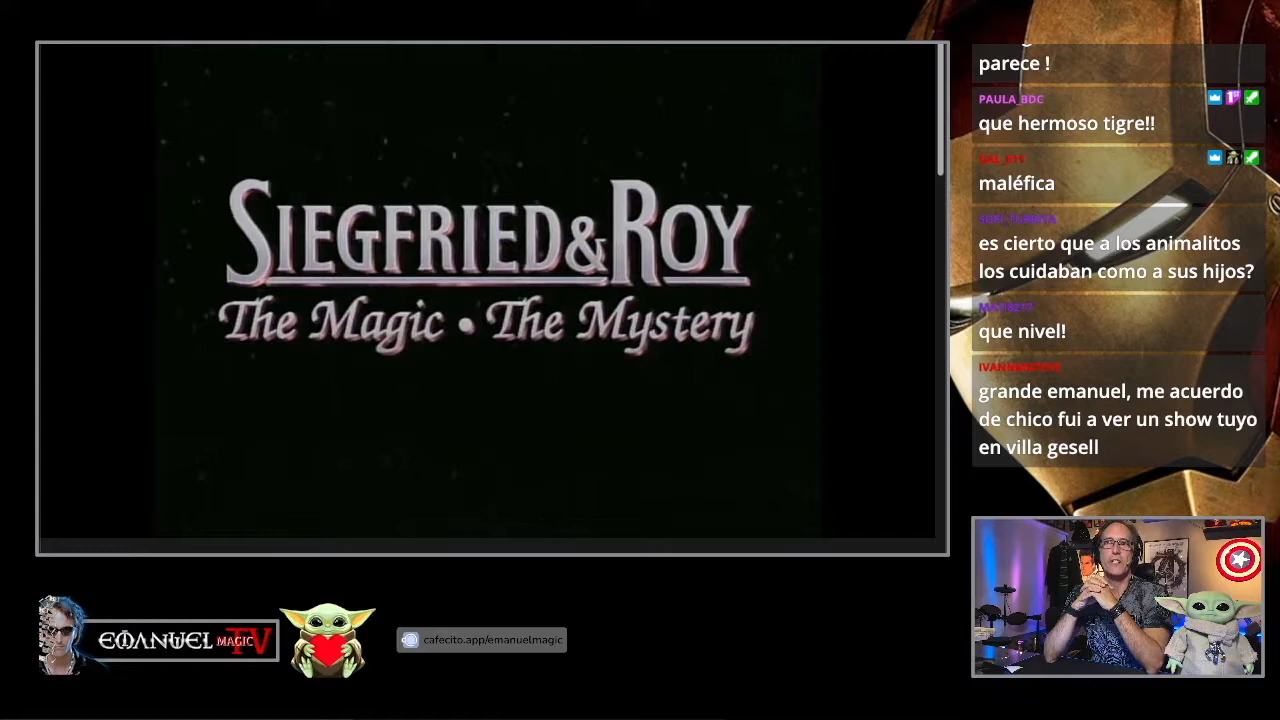 SIEGFRIED&ROY
The Magic • The Mystery
parece !
PAULA_BDC
que hermoso tigre!!
maléfica
es cierto que a los animalitos
los cuidaban como a sus hijos?
que nivel!
grande emanuel, me acuerdo
de chico fui a ver un show tuyo
en villa gesell
EMANUEL MAGIC TV
cafecito.app/emanuelmagic